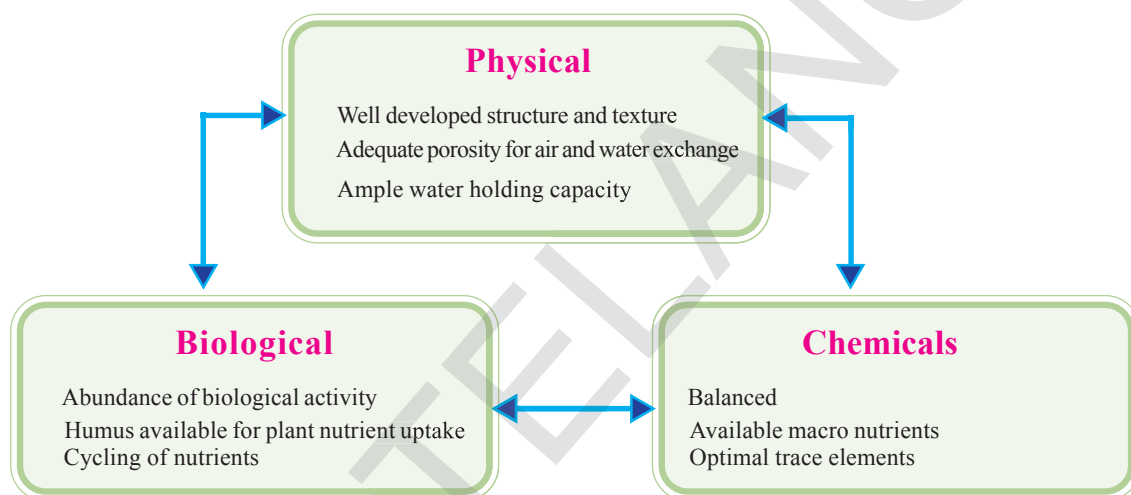 Physical
Well developed structure and texture
Adequate porosity for air and water exchange
Ample water holding capacity
Biological
Abundance of biological activity
Humus available for plant nutrient uptake
Cycling of nutrients
Chemicals
Balanced
Available macro nutrients
Optimal trace elements
TELANG